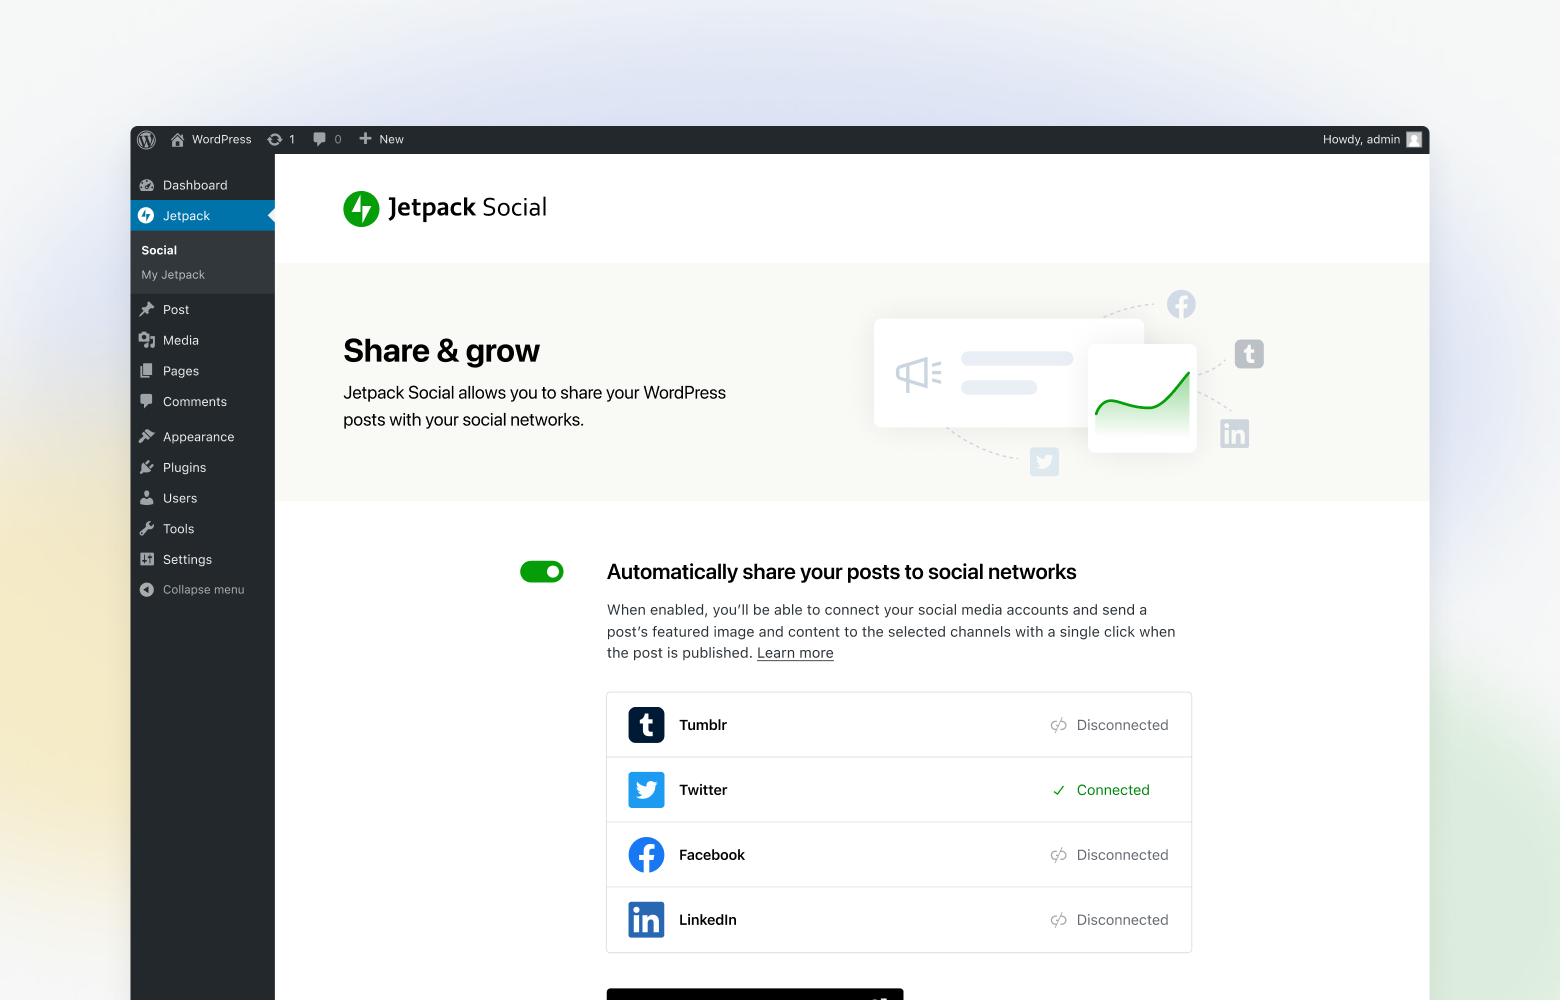 WordPress 1 0 New Howdy, admin
Dashboard
Jetpack
Social
My Jetpack
Post
Media
Pages
Comments
Appearance
Plugins
Users
Tools
Settings
Collapse menu
Jetpack Social
Share & grow
Jetpack Social allows you to share your WordPress
posts with your social networks.
Automatically share your posts to social networks
When enabled, you’ll be able to connect your social media accounts and send a
post’s featured image and content to the selected channels with a single click when
the post is published. Learn more
Tumblr Disconnected
Twitter Connected
Facebook Disconnected
LinkedIn Disconnected